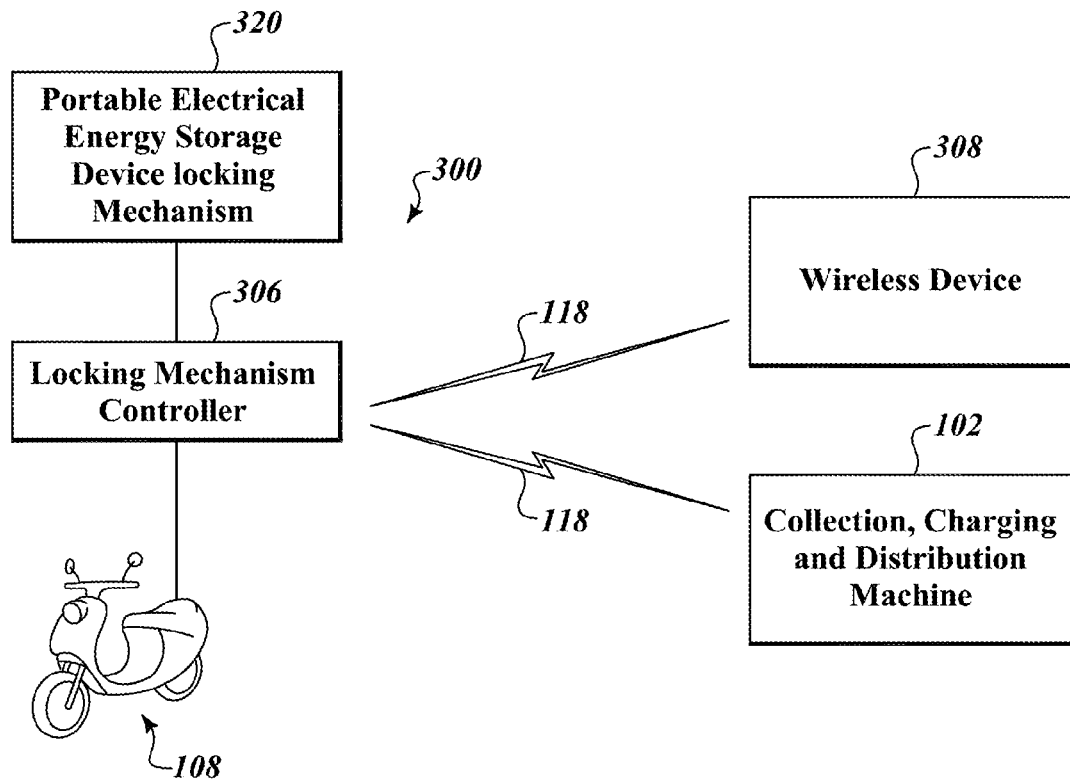 320
Portable Electrical
Energy Storage
Device locking
Mechanism
300
308
Wireless Device
306
Locking Mechanism
Controller
118
118
102
Collection, Charging
and Distribution
Machine
108